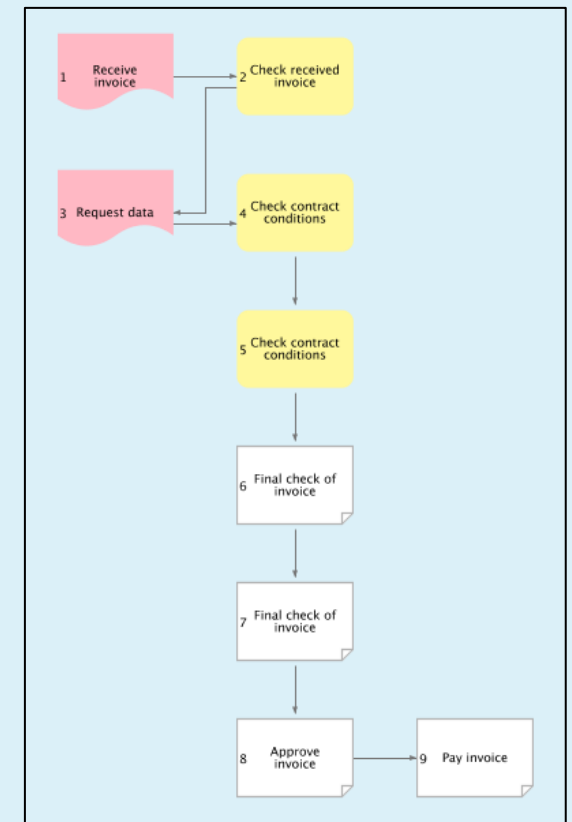 1 Receive
invoice
2 Check received
invoice
3 Request data
4 Check contract
conditions
5 Check contract
conditions
6 Final check of
invoice
7 Final check of
invoice
8 Approve
invoice
9 Pay invoice